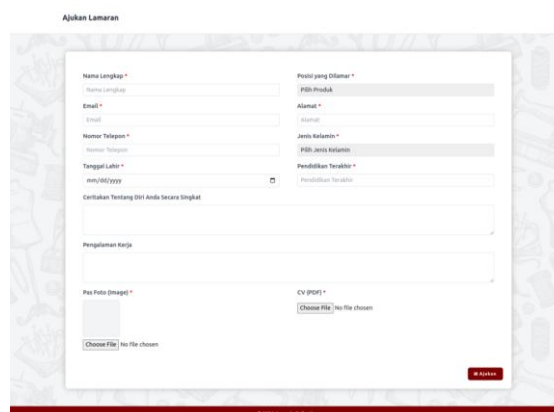 Ajukan Lamaran
Nama Lengkap *
Nama Lengkap
Posisi yang Dilamar *
Pilih Produk
Email *
Email
Alamat *
Alamat
Nomor Telepon *
Nomor Telepon
Jenis Kelamin *
Pilih Jenis Kelamin
Tanggal Lahir *
mm/dd/yyyy
Pendidikan Terakhir *
Pendidikan Terakhir
Ceritakan Tentang Diri Anda Secara Singkat
Pengalaman Kerja
Pas Foto (Image) *
Choose File No file chosen
CV (PDF) *
Choose File No file chosen
Ajukan